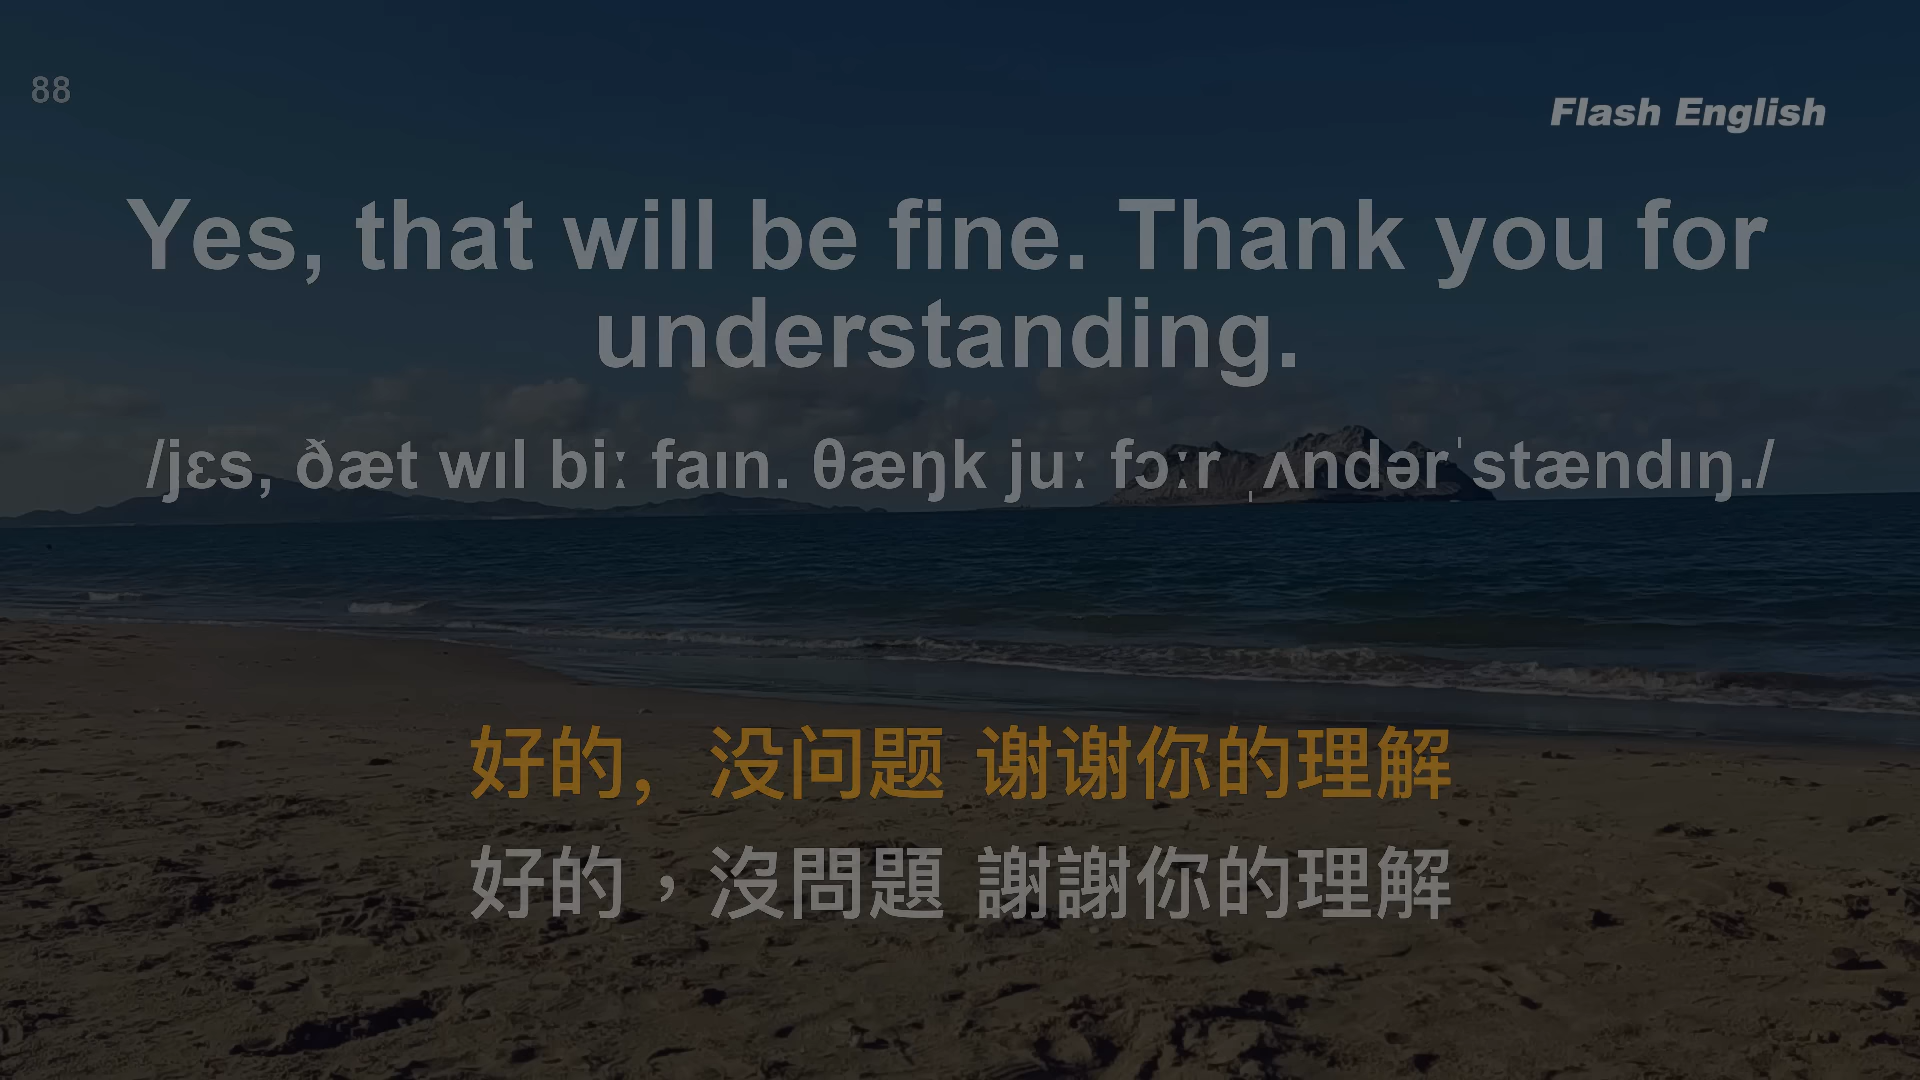 88
Flash English
Yes, that will be fine. Thank you for
understanding.
/jɛs, ðæt wɪl biː faɪn. θæŋk juː fɔːr ˌʌndərˈstændɪŋ./
好的，没问题 谢谢你的理解
好的，沒問題 謝謝你的理解